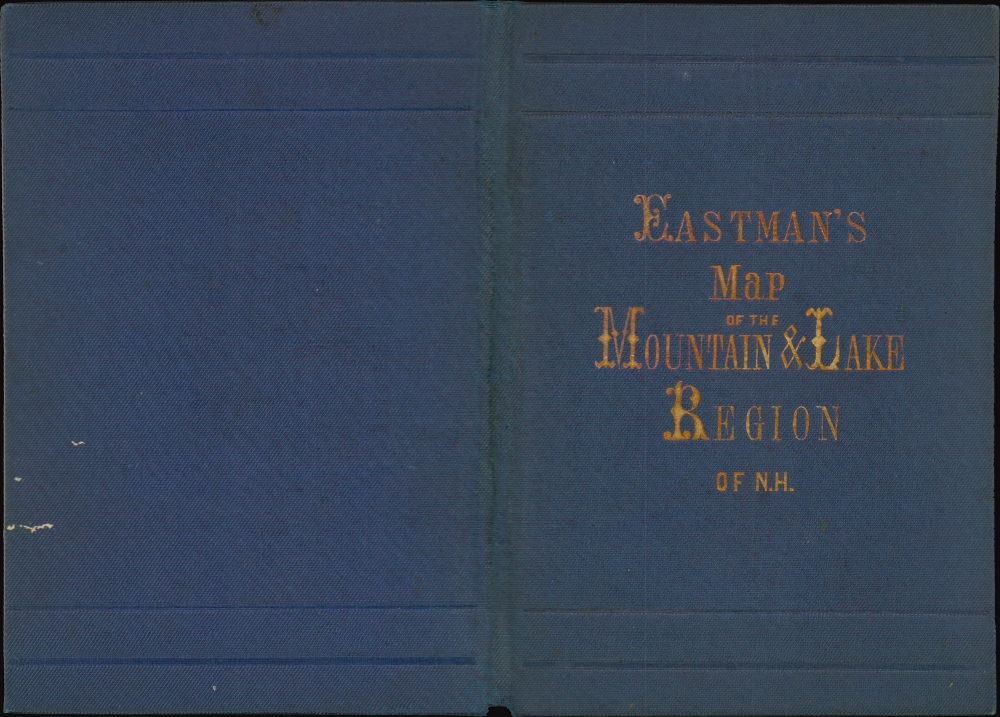 EASTMAN'S
Map
OF THE
MOUNTAIN & LAKE
REGION
OF N.H.